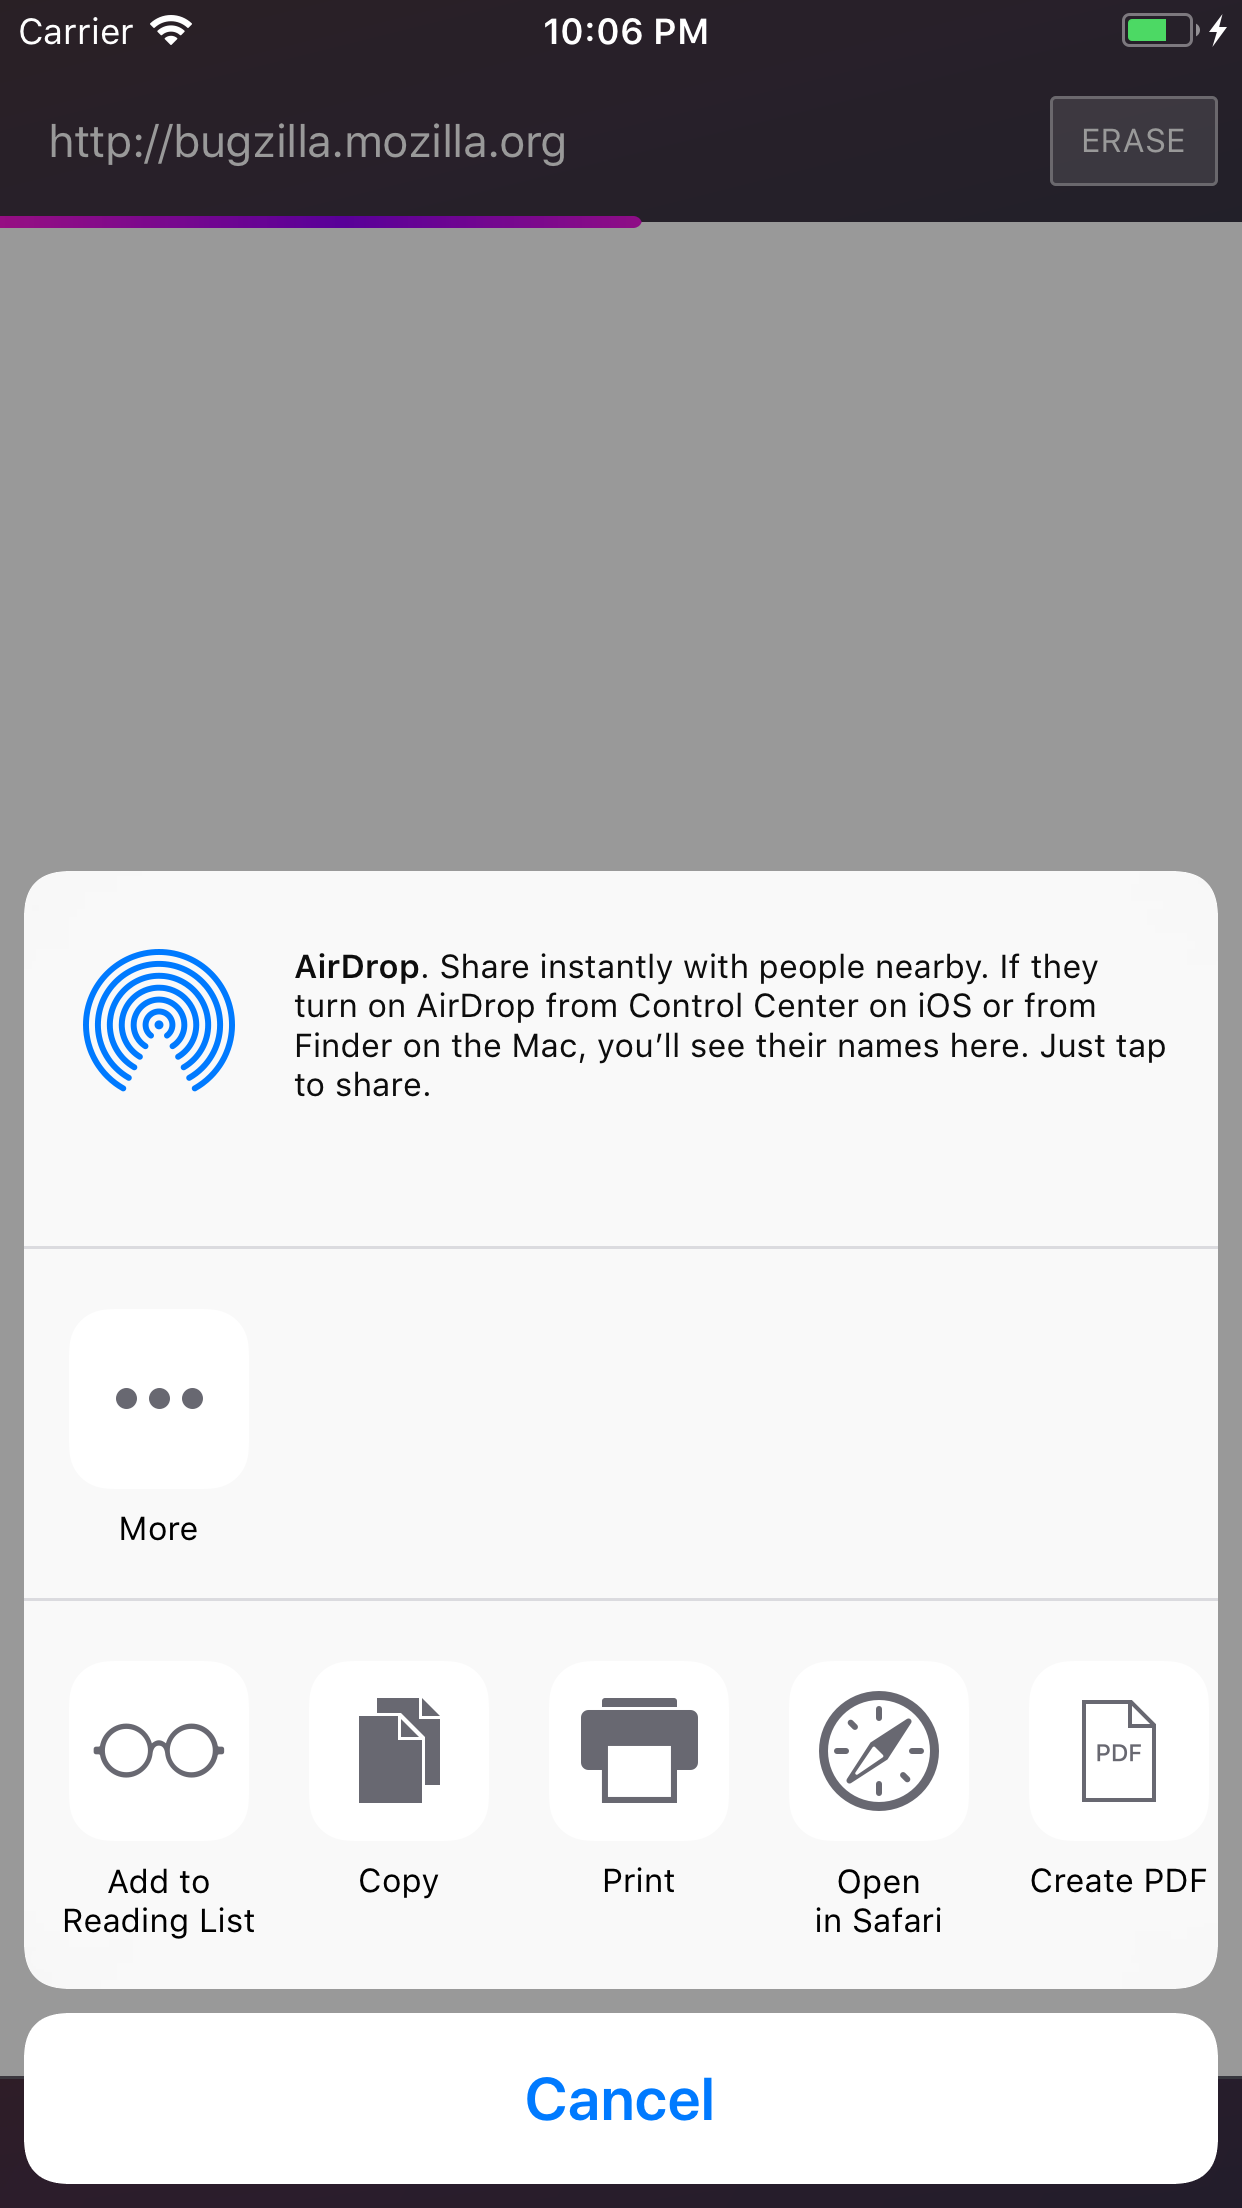 Carrier 10:06 PM
http://bugzilla.mozilla.org ERASE
AirDrop. Share instantly with people nearby. If they
turn on AirDrop from Control Center on iOS or from
Finder on the Mac, you’ll see their names here. Just tap
to share.
More
PDF
Add to
Reading List
Copy
Print
Open
in Safari
Create PDF
Cancel